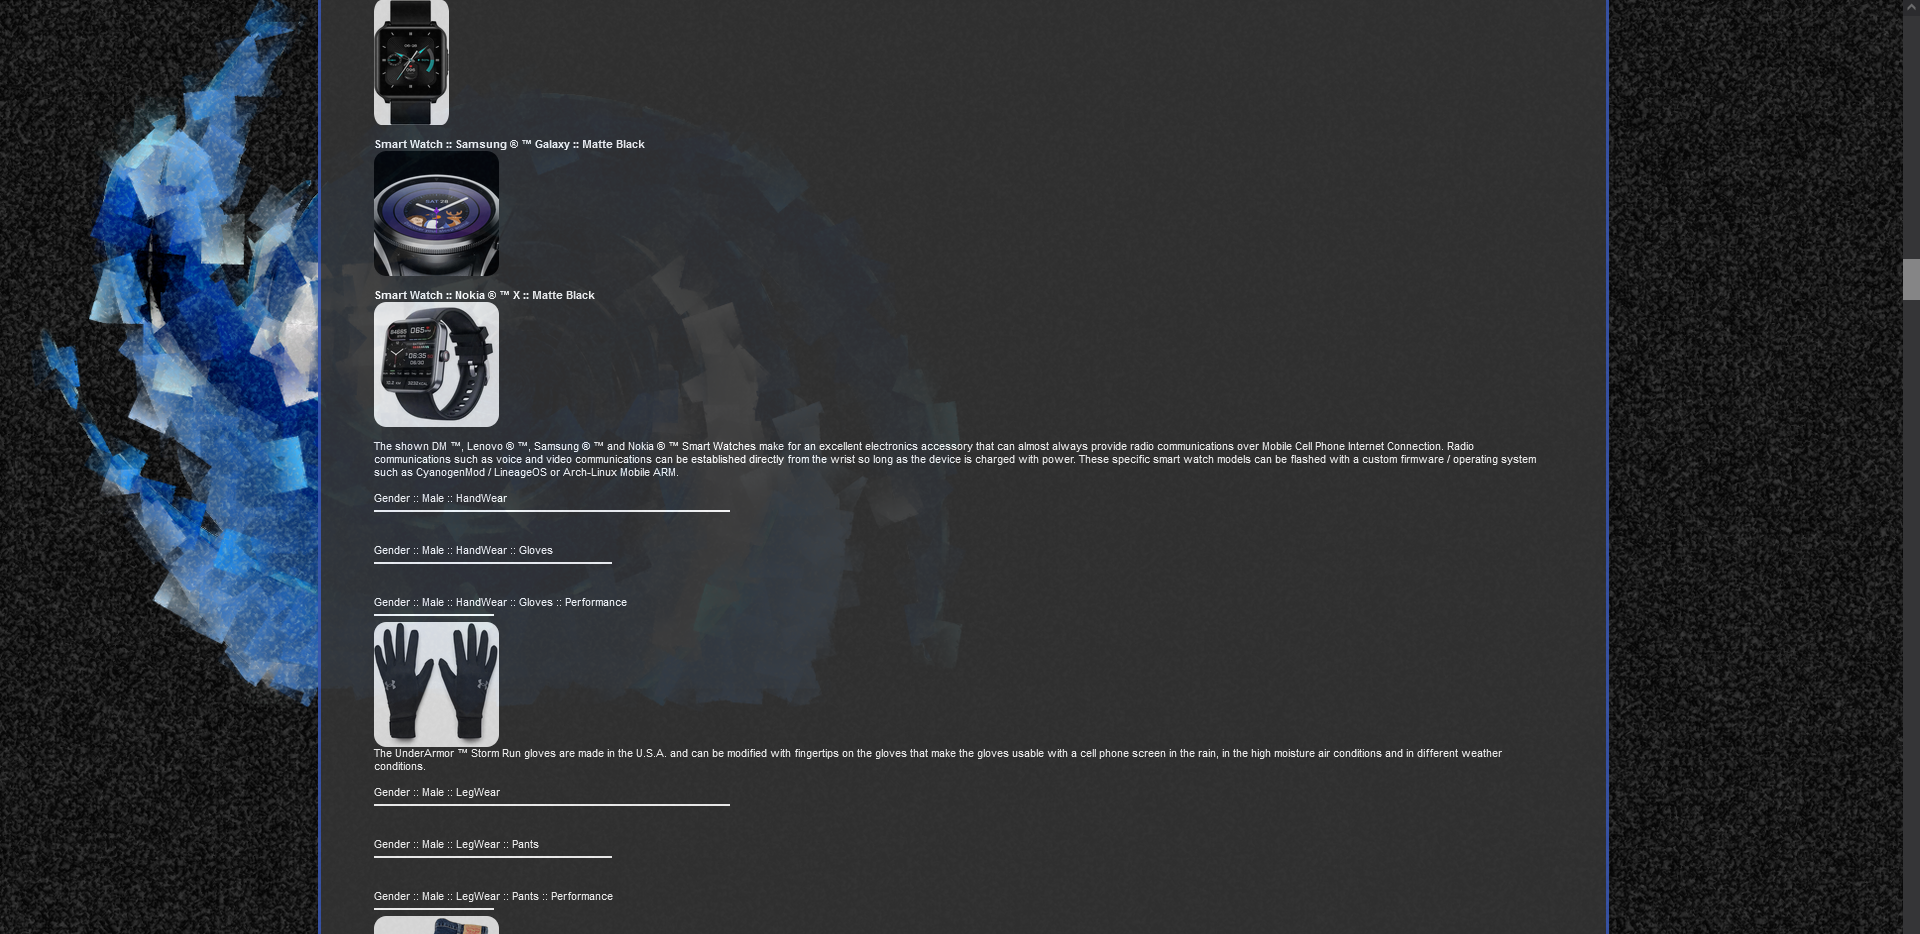 Smart Watch :: Samsung ® ™ Galaxy :: Matte Black
SAT 28
Smart Watch :: Nokia ® ™ X :: Matte Black
The shown DM ™, Lenovo ® ™, Samsung ® ™ and Nokia ® ™ Smart Watches make for an excellent electronics accessory that can almost always provide radio communications over Mobile Cell Phone Internet Connection. Radio
communications such as voice and video communications can be established directly from the wrist so long as the device is charged with power. These specific smart watch models can be flashed with a custom firmware / operating system
such as CyanogenMod / LineageOS or Arch-Linux Mobile ARM.
Gender :: Male :: HandWear
Gender :: Male :: HandWear :: Gloves
Gender :: Male :: HandWear :: Gloves :: Performance
The UnderArmor ™ Storm Run gloves are made in the U.S.A. and can be modified with fingertips on the gloves that make the gloves usable with a cell phone screen in the rain, in the high moisture air conditions and in different weather
conditions.
Gender :: Male :: LegWear
Gender :: Male :: LegWear :: Pants
Gender :: Male :: LegWear :: Pants :: Performance